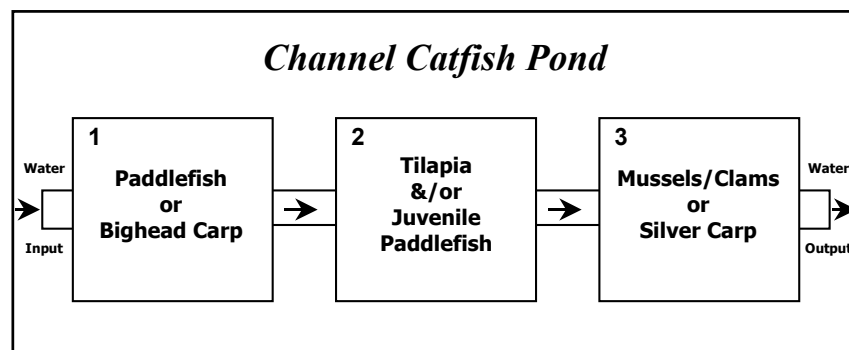 Channel Catfish Pond
Water
Input
1
Paddlefish
or
Bighead Carp
2
Tilapia
&/or
Juvenile
Paddlefish
3
Mussels/Clams
or
Silver Carp
Water
Output